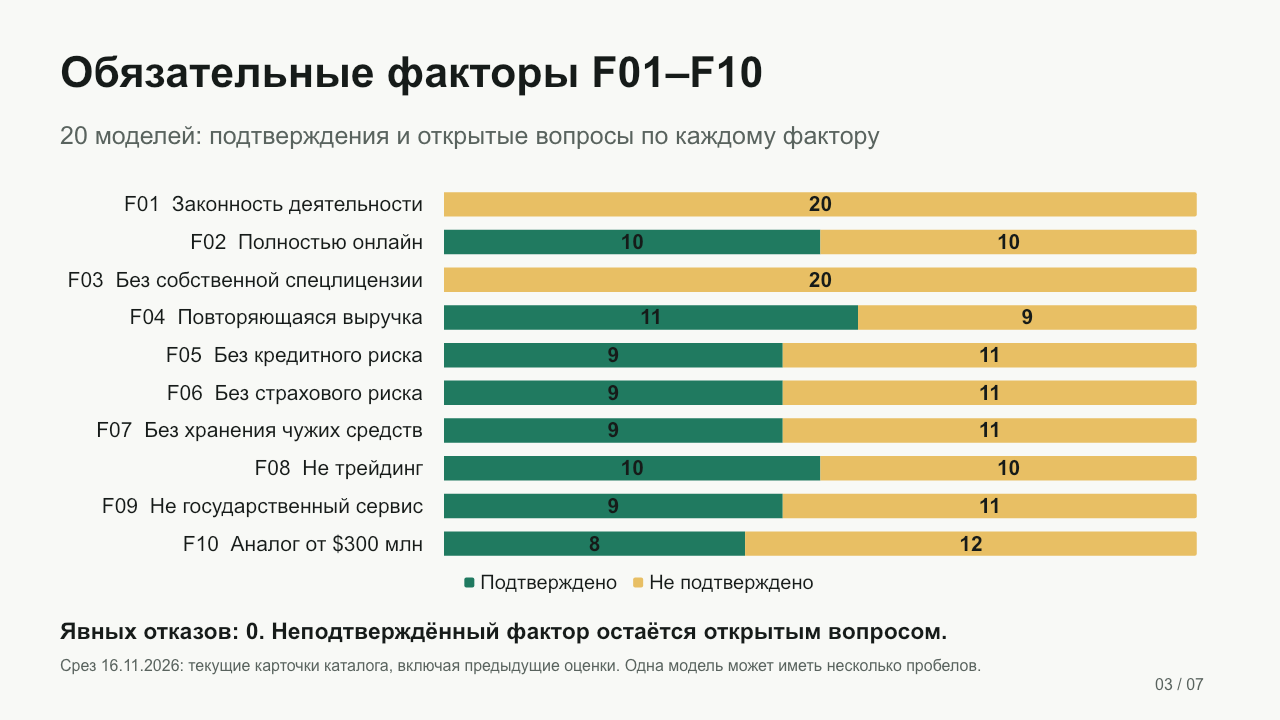 Обязательные факторы F01–F10
20 моделей: подтверждения и открытые вопросы по каждому фактору
F01 Законность деятельности 20
F02 Полностью онлайн 10 10
F03 Без собственной спецлицензии 20
F04 Повторяющаяся выручка 11 9
F05 Без кредитного риска 9 11
F06 Без страхового риска 9 11
F07 Без хранения чужих средств 9 11
F08 Не трейдинг 10 10
F09 Не государственный сервис 9 11
F10 Аналог от $300 млн 8 12
Подтверждено Не подтверждено
Явных отказов: 0. Неподтверждённый фактор остаётся открытым вопросом.
Срез 16.11.2026: текущие карточки каталога, включая предыдущие оценки. Одна модель может иметь несколько пробелов.
03 / 07